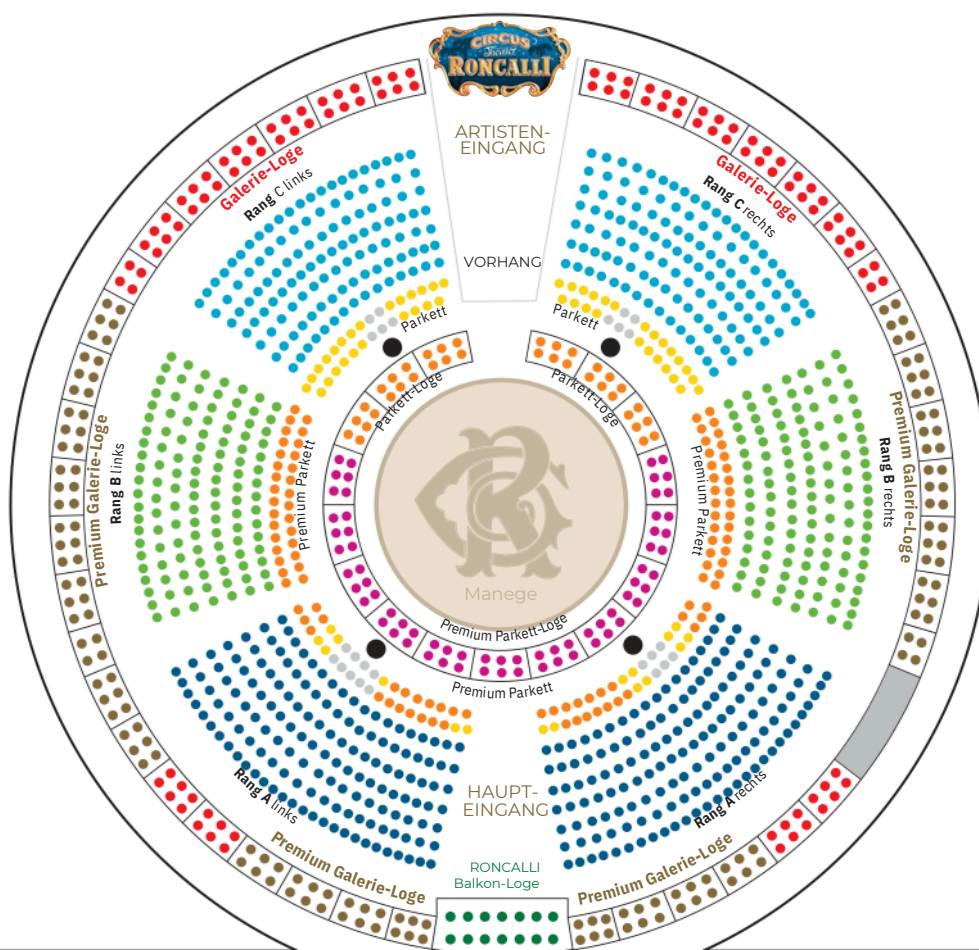 CIRCUS
Theater
RONCALLI
ARTISTEN-
EINGANG
VORHANG
Galerie-Loge
Rang C links
Galerie-Loge
Rang C rechts
Parkett
Parkett
Parkett-Loge
Parkett-Loge
Premium Galerie-Loge
Rang B links
Premium Parkett
Premium Parkett
Rang B rechts
Premium Galerie-Loge
Manege
Premium Parkett-Loge
Premium Parkett
HAUPT-
EINGANG
Rang A links
Rang A rechts
Premium Galerie-Loge
Premium Galerie-Loge
RONCALLI
Balkon-Loge